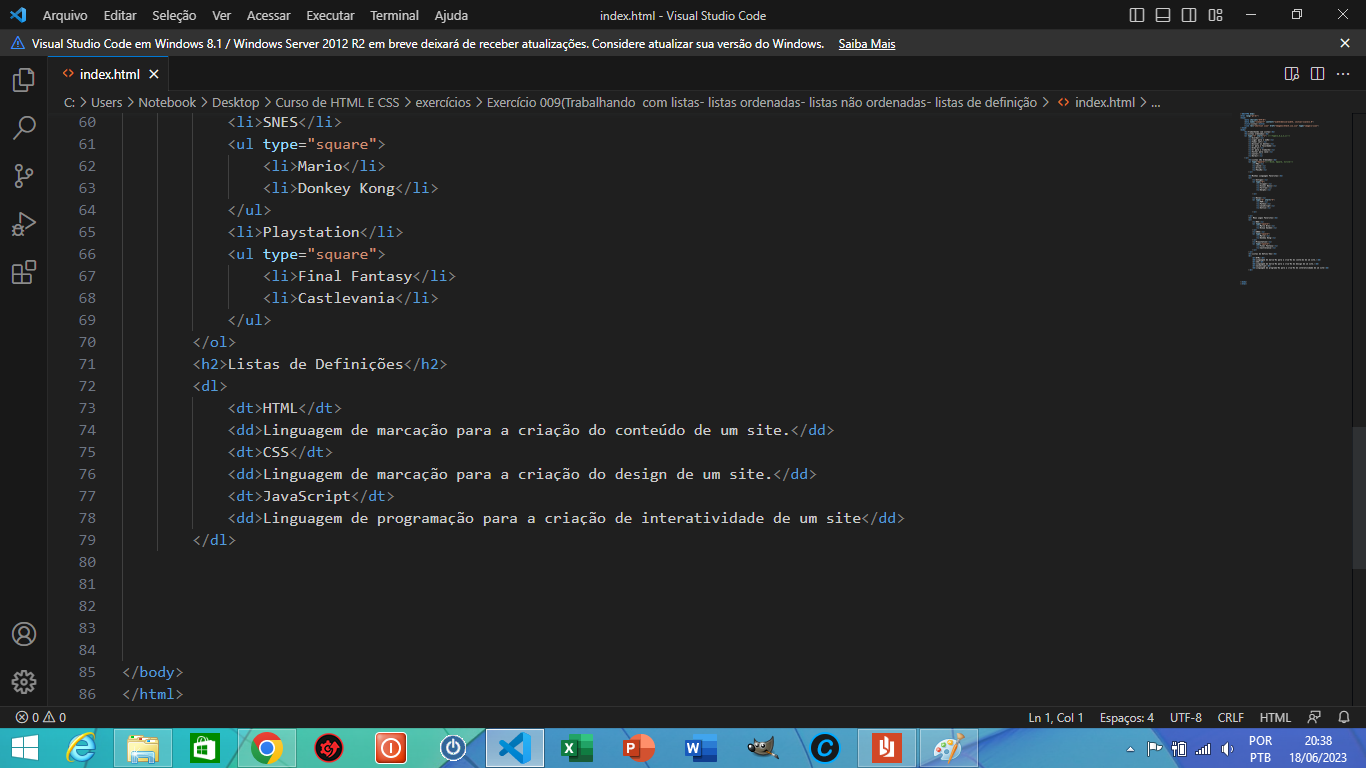 Arquivo Editar Seleção Ver Acessar Executar Terminal Ajuda index.html - Visual Studio Code
Visual Studio Code em Windows 8.1 / Windows Server 2012 R2 em breve deixará de receber atualizações. Considere atualizar sua versão do Windows. Saiba Mais
index.html
C: > Users > Notebook > Desktop > Curso de HTML E CSS > exercícios > Exercício 009(Trabalhando com listas- listas ordenadas- listas não ordenadas- listas de definição > index.html > ...
60 <li>SNES</li>
61 <ul type="square">
62 <li>Mario</li>
63 <li>Donkey Kong</li>
64 </ul>
65 <li>Playstation</li>
66 <ul type="square">
67 <li>Final Fantasy</li>
68 <li>Castlevania</li>
69 </ul>
70 </ol>
71 <h2>Listas de Definições</h2>
72 <dl>
73 <dt>HTML</dt>
74 <dd>Linguagem de marcação para a criação do conteúdo de um site.</dd>
75 <dt>CSS</dt>
76 <dd>Linguagem de marcação para a criação do design de um site.</dd>
77 <dt>JavaScript</dt>
78 <dd>Linguagem de programação para a criação de interatividade de um site</dd>
79 </dl>
80
81
82
83
84
85 </body>
86 </html>
0 0 Ln 1, Col 1 Espaços: 4 UTF-8 CRLF HTML
POR 20:38
PTB 18/06/2023